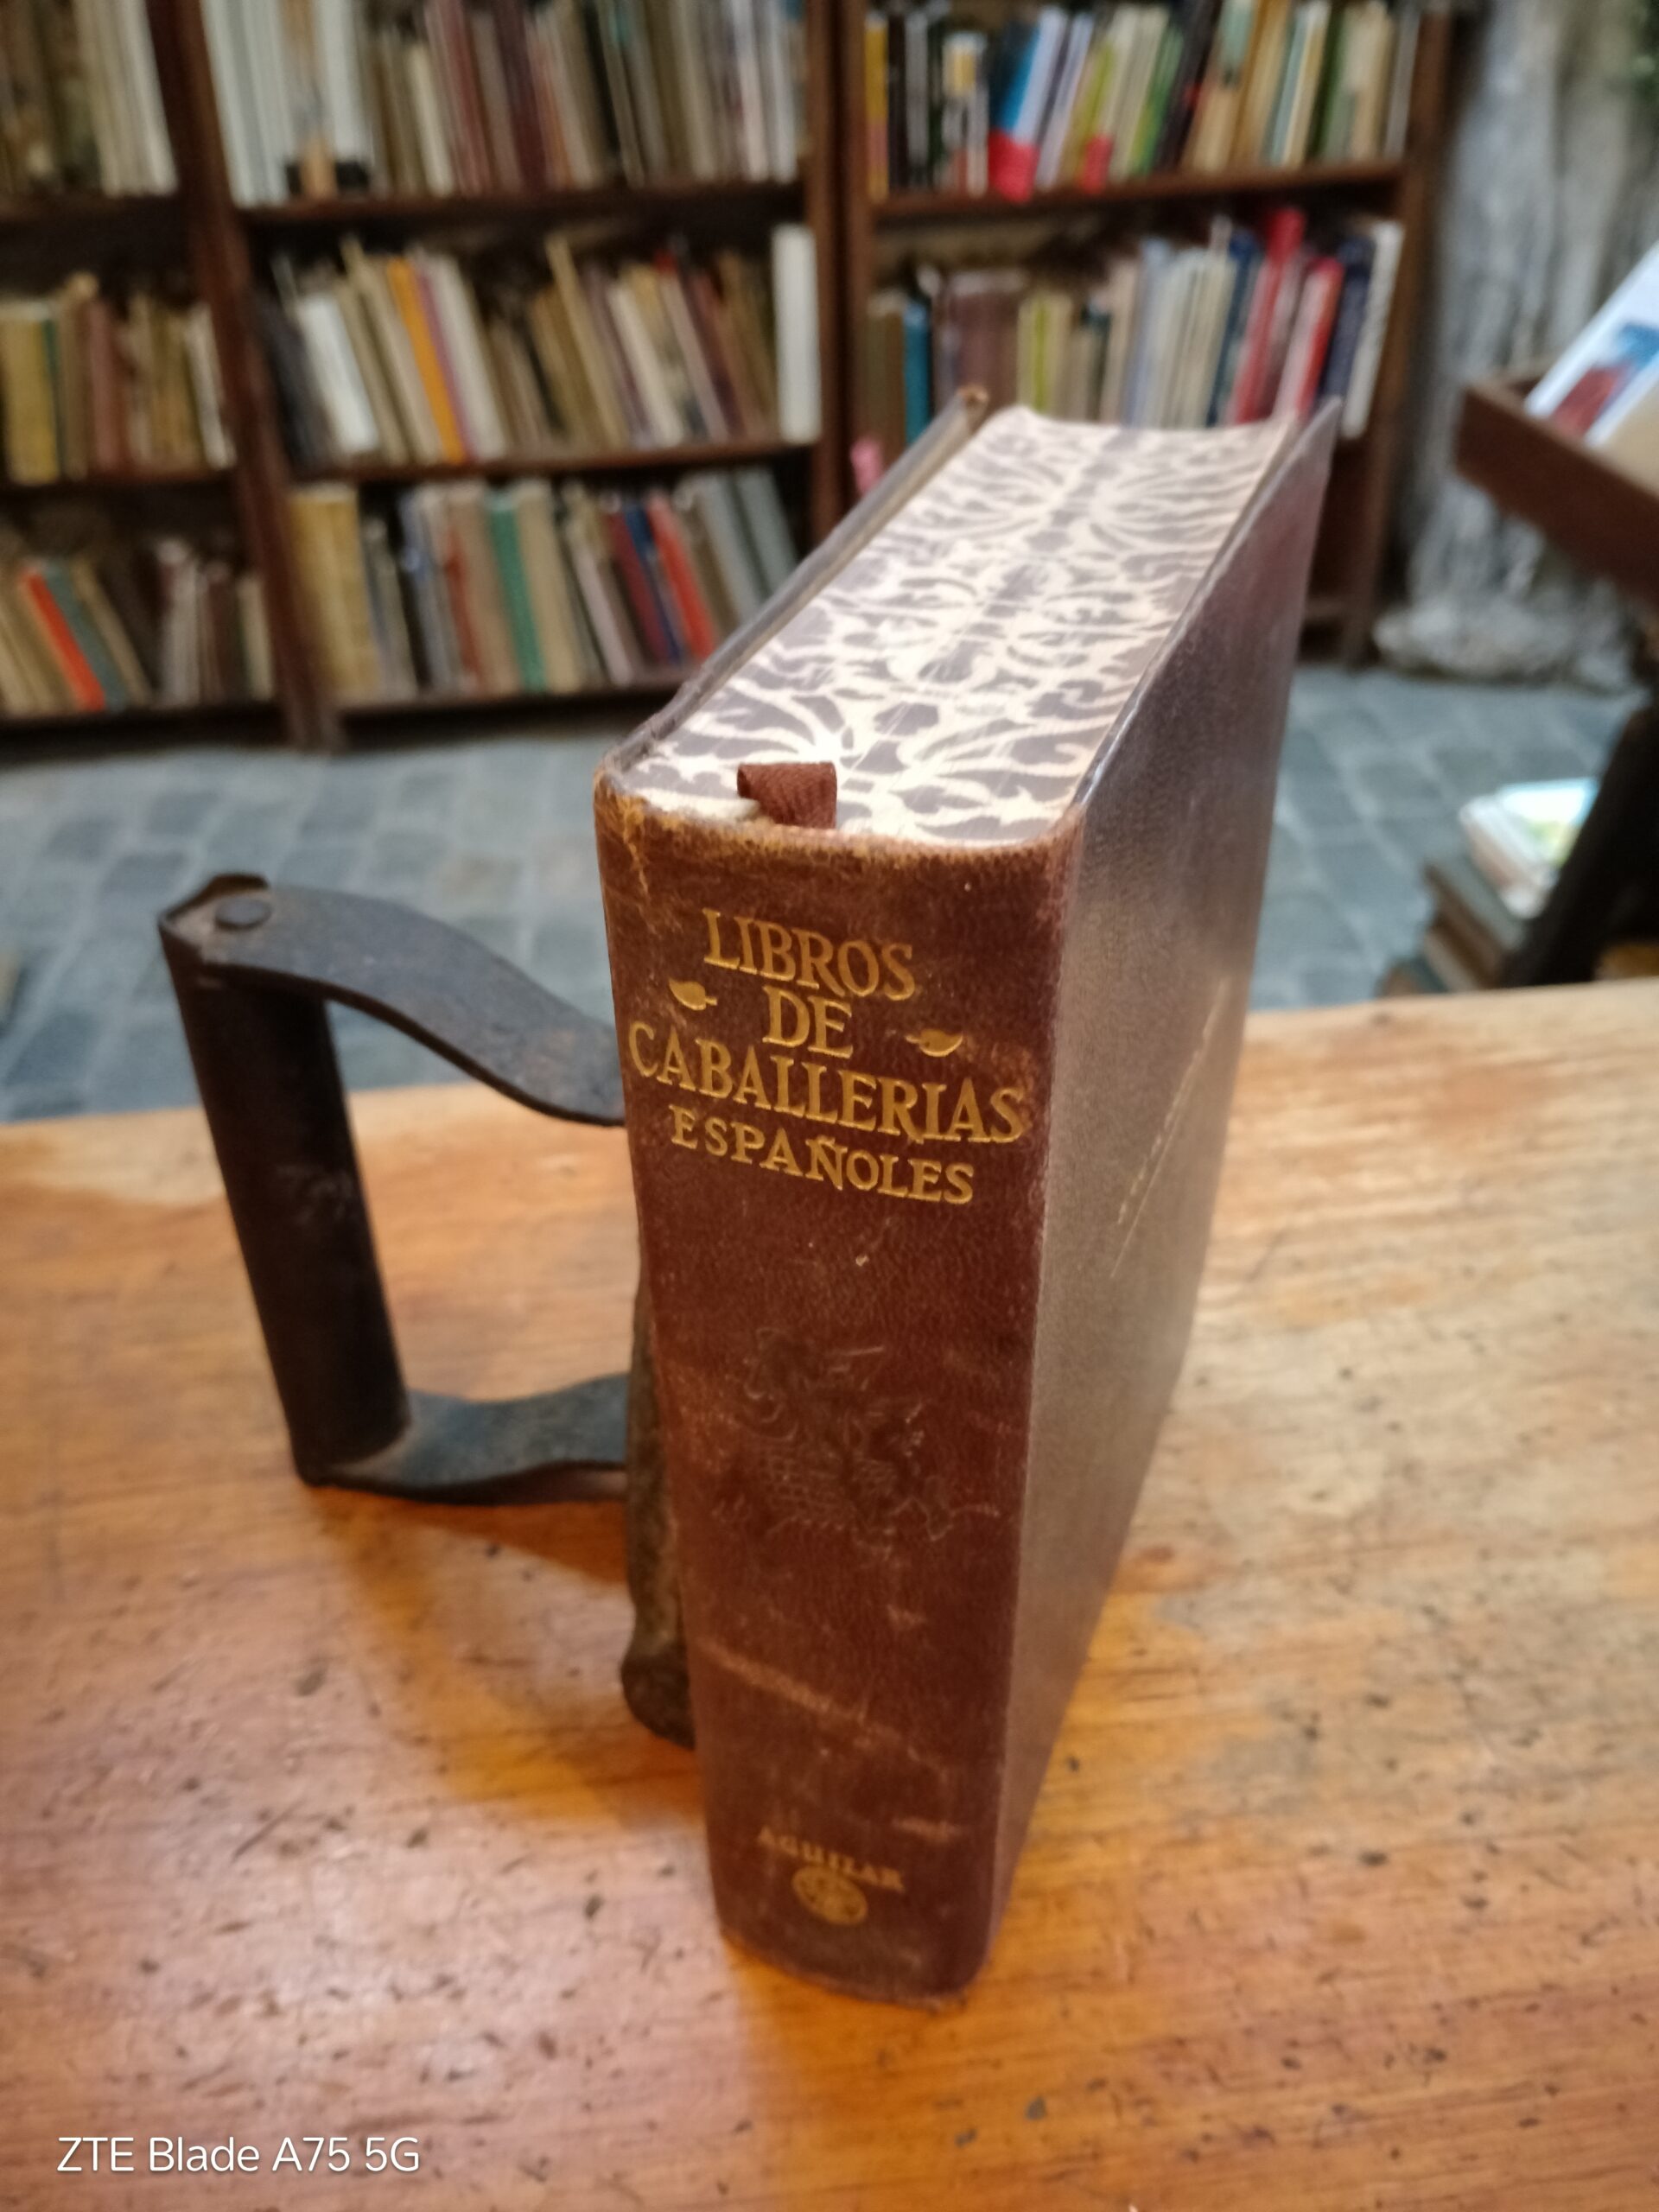 LIBROS
DE
CABALLERIAS
ESPAÑOLES
AGUILAR
ZTE Blade A75 5G